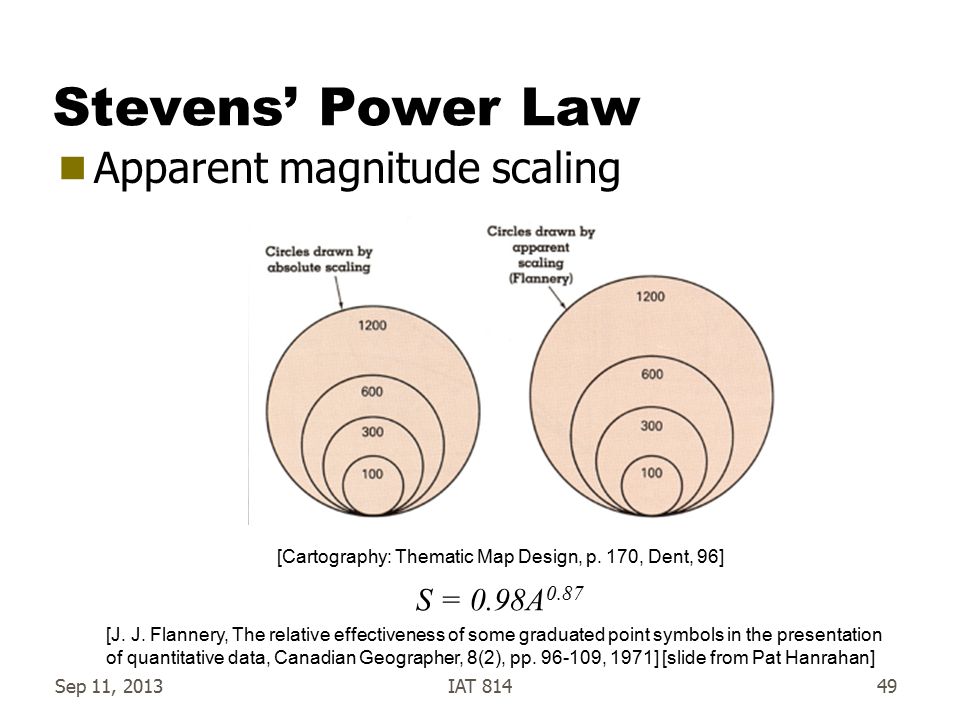 Stevens’ Power Law
Apparent magnitude scaling
Circles drawn by
absolute scaling
1200
600
300
100
Circles drawn by
apparent
scaling
(Flannery)
1200
600
300
100
[Cartography: Thematic Map Design, p. 170, Dent, 96]
S = 0.98A^0.87
[J. J. Flannery, The relative effectiveness of some graduated point symbols in the presentation
of quantitative data, Canadian Geographer, 8(2), pp. 96-109, 1971] [slide from Pat Hanrahan]
Sep 11, 2013 IAT 814 49